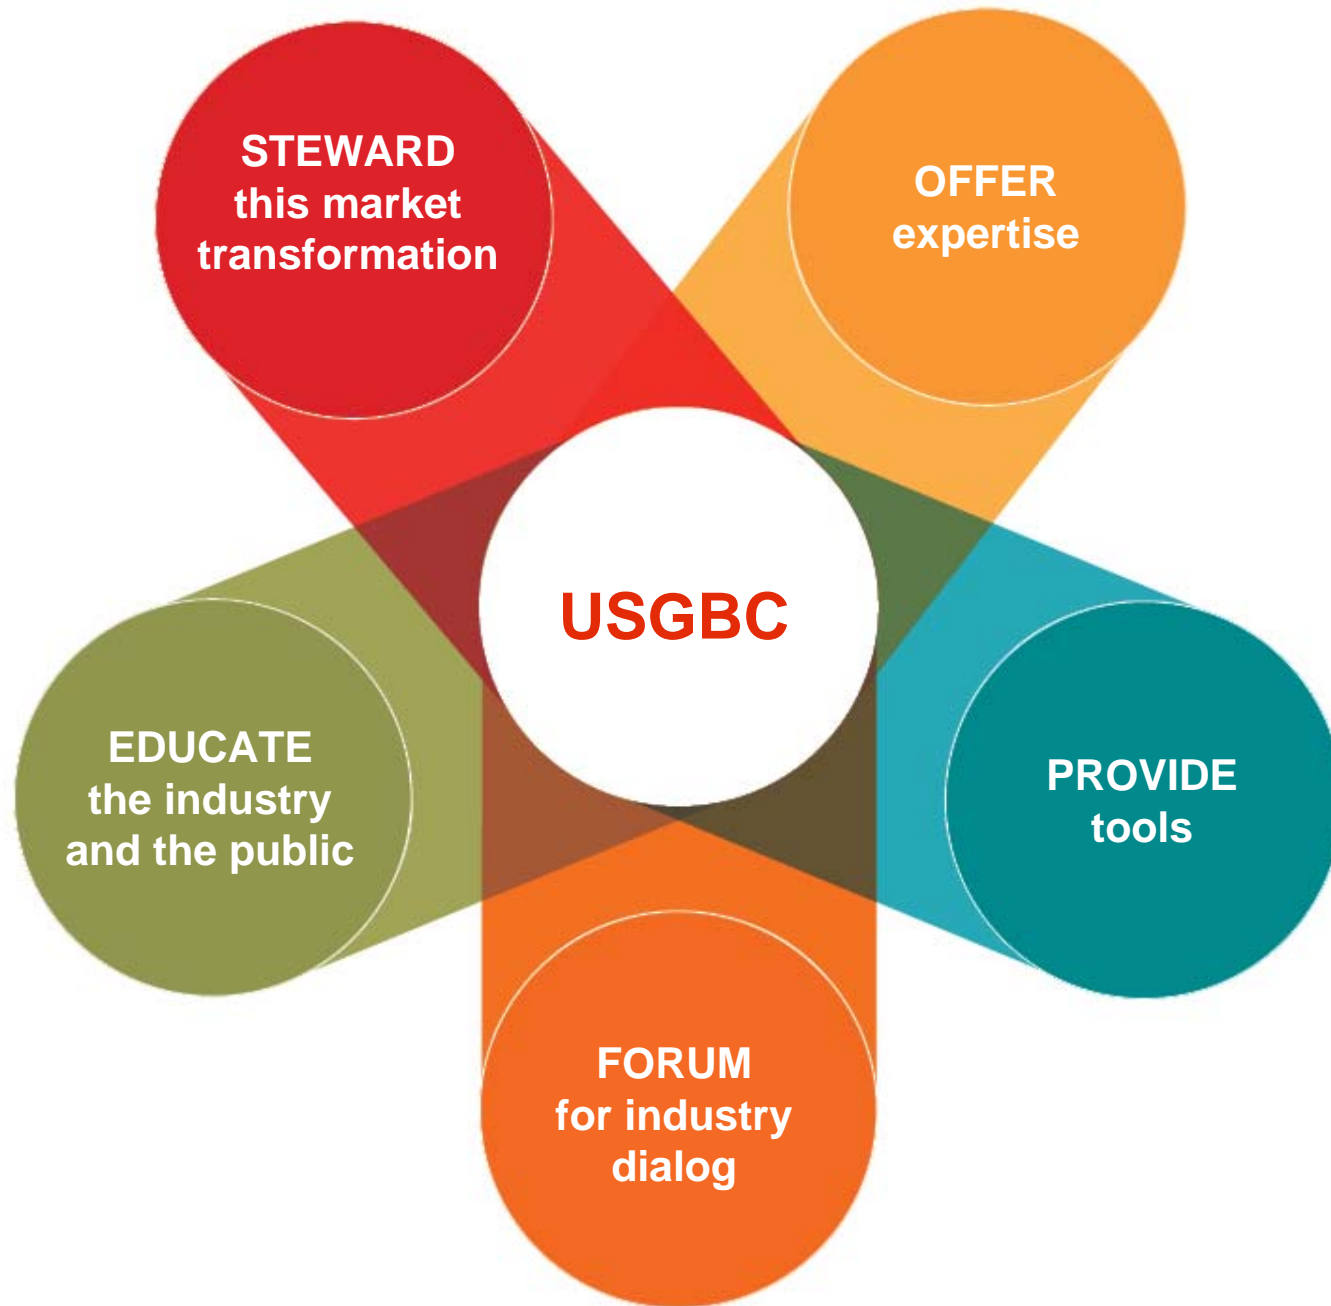 STEWARD
this market
transformation
OFFER
expertise
USGBC
EDUCATE
the industry
and the public
PROVIDE
tools
FORUM
for industry
dialog